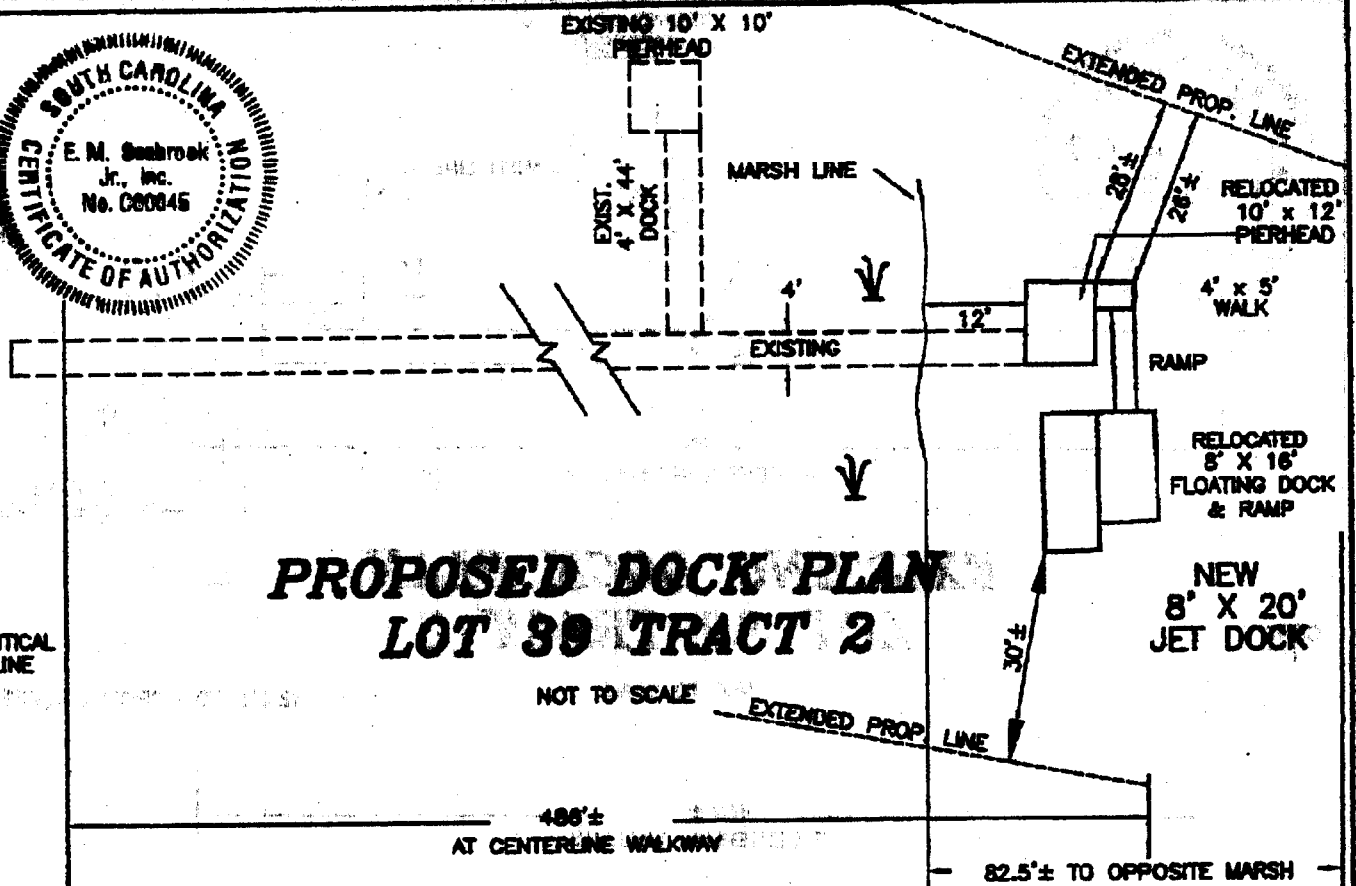 EXISTING 10' X 10'
PIERHEAD
SOUTH CAROLINA
CERTIFICATE OF AUTHORIZATION
E. M. Seabrook
Jr., Inc.
No. C00045
EXTENDED PROP. LINE
MARSH LINE
EXIST.
4' X 44'
DOCK
28'±
26'±
RELOCATED
10' x 12'
PIERHEAD
4' x 5'
WALK
4'
12'
EXISTING
RAMP
RELOCATED
8' X 16'
FLOATING DOCK
& RAMP
PROPOSED DOCK PLAN
LOT 39 TRACT 2
NEW
8' X 20'
JET DOCK
30'±
ITICAL
LINE
NOT TO SCALE
EXTENDED PROP. LINE
486'±
AT CENTERLINE WALKWAY
82.5'± TO OPPOSITE MARSH